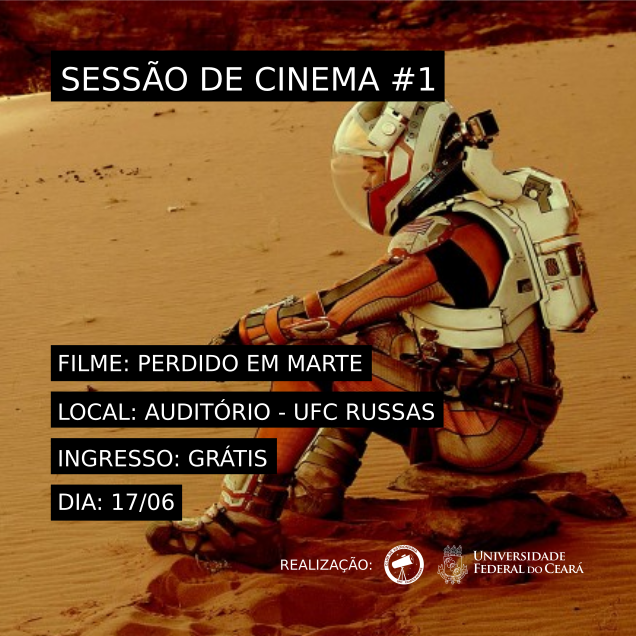 SESSÃO DE CINEMA #1
FILME: PERDIDO EM MARTE
LOCAL: AUDITÓRIO - UFC RUSSAS
INGRESSO: GRÁTIS
DIA: 17/06
REALIZAÇÃO:
UNIVERSIDADE
FEDERAL DO CEARÁ